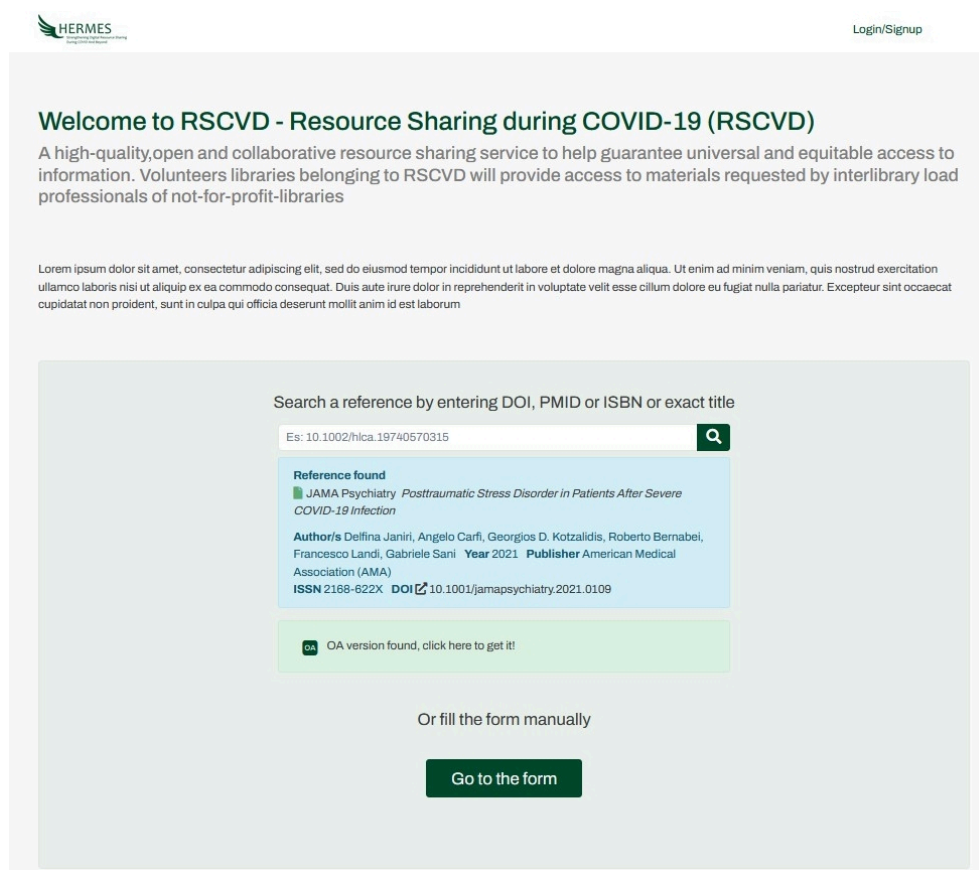 HERMES
Strengthening Digital Resource Sharing
During COVID and Beyond
Login/Signup
Welcome to RSCVD - Resource Sharing during COVID-19 (RSCVD)
A high-quality,open and collaborative resource sharing service to help guarantee universal and equitable access to
information. Volunteers libraries belonging to RSCVD will provide access to materials requested by interlibrary load
professionals of not-for-profit-libraries
Lorem ipsum dolor sit amet, consectetur adipiscing elit, sed do eiusmod tempor incididunt ut labore et dolore magna aliqua. Ut enim ad minim veniam, quis nostrud exercitation
ullamco laboris nisi ut aliquip ex ea commodo consequat. Duis aute irure dolor in reprehenderit in voluptate velit esse cillum dolore eu fugiat nulla pariatur. Excepteur sint occaecat
cupidatat non proident, sunt in culpa qui officia deserunt mollit anim id est laborum
Search a reference by entering DOI, PMID or ISBN or exact title
Es: 10.1002/hlca.19740570315
Reference found
JAMA Psychiatry Posttraumatic Stress Disorder in Patients After Severe
COVID-19 Infection
Author/s Delfina Janiri, Angelo Carfì, Georgios D. Kotzalidis, Roberto Bernabei,
Francesco Landi, Gabriele Sani Year 2021 Publisher American Medical
Association (AMA)
ISSN 2168-622X DOI 10.1001/jamapsychiatry.2021.0109
OA OA version found, click here to get it!
Or fill the form manually
Go to the form